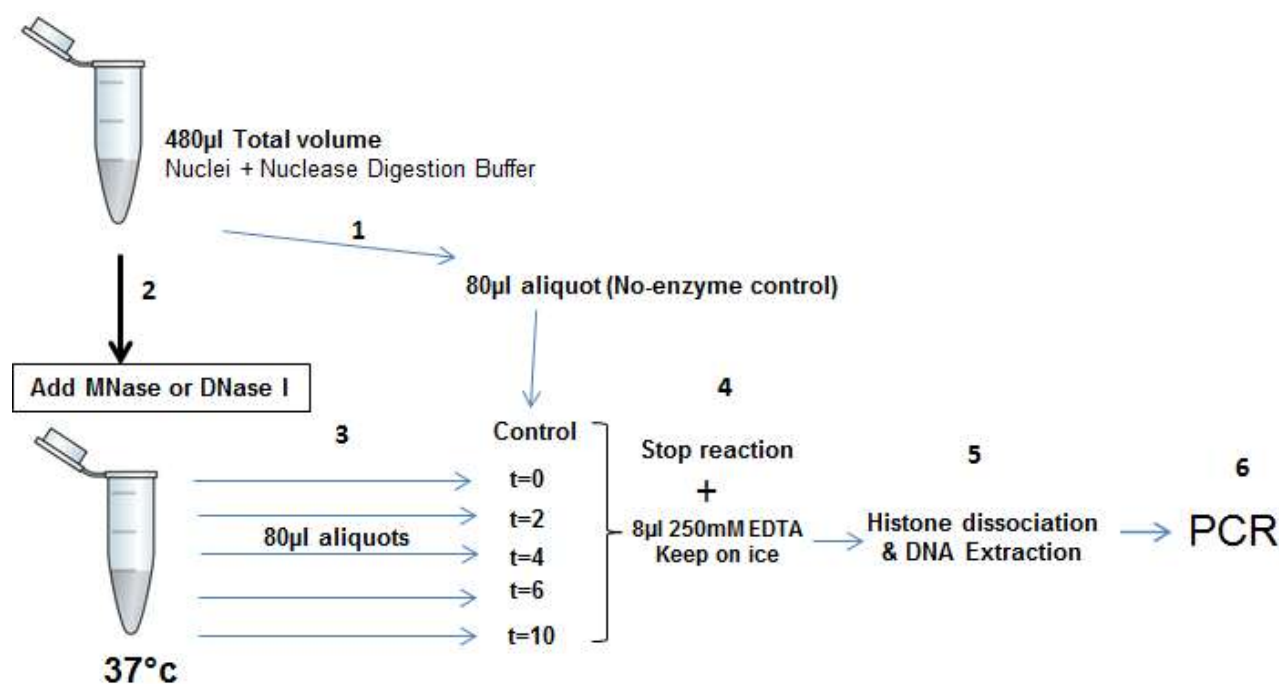 480µl Total volume
Nuclei + Nuclease Digestion Buffer
1
80µl aliquot (No-enzyme control)
2
Add MNase or DNase I
3
80µl aliquots
37°c
Control
t=0
t=2
t=4
t=6
t=10
4
Stop reaction
+
8µl 250mM EDTA
Keep on ice
5
Histone dissociation
& DNA Extraction
6
PCR